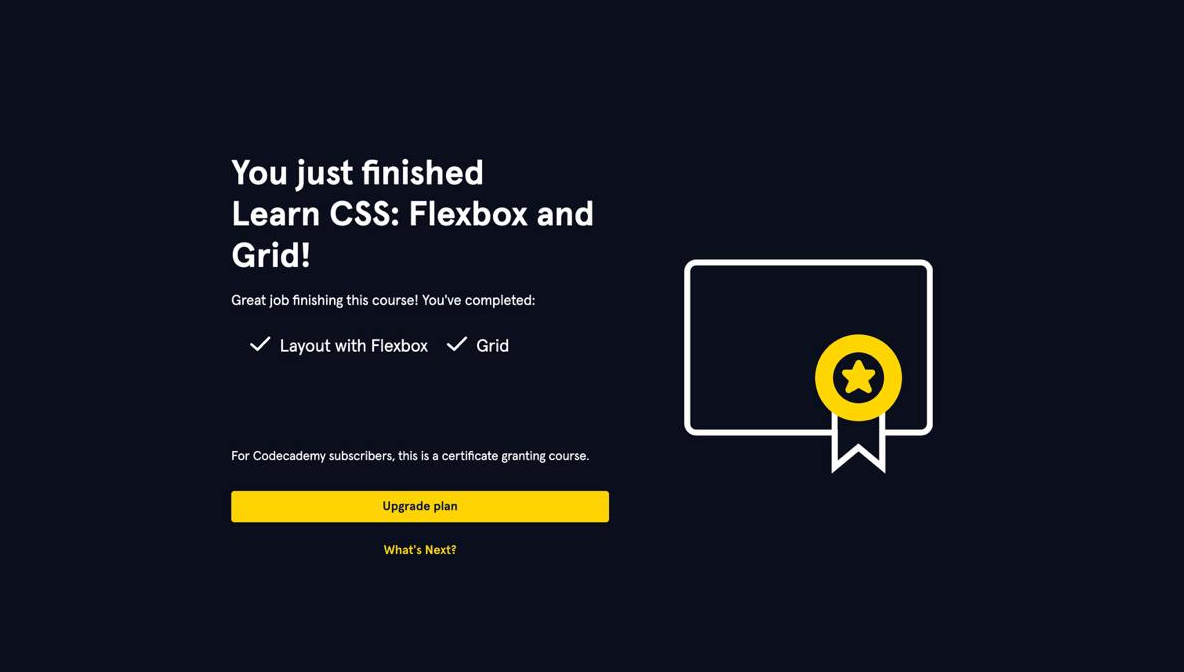 You just finished
Learn CSS: Flexbox and
Grid!
Great job finishing this course! You've completed:
Layout with Flexbox Grid
For Codecademy subscribers, this is a certificate granting course.
Upgrade plan
What's Next?